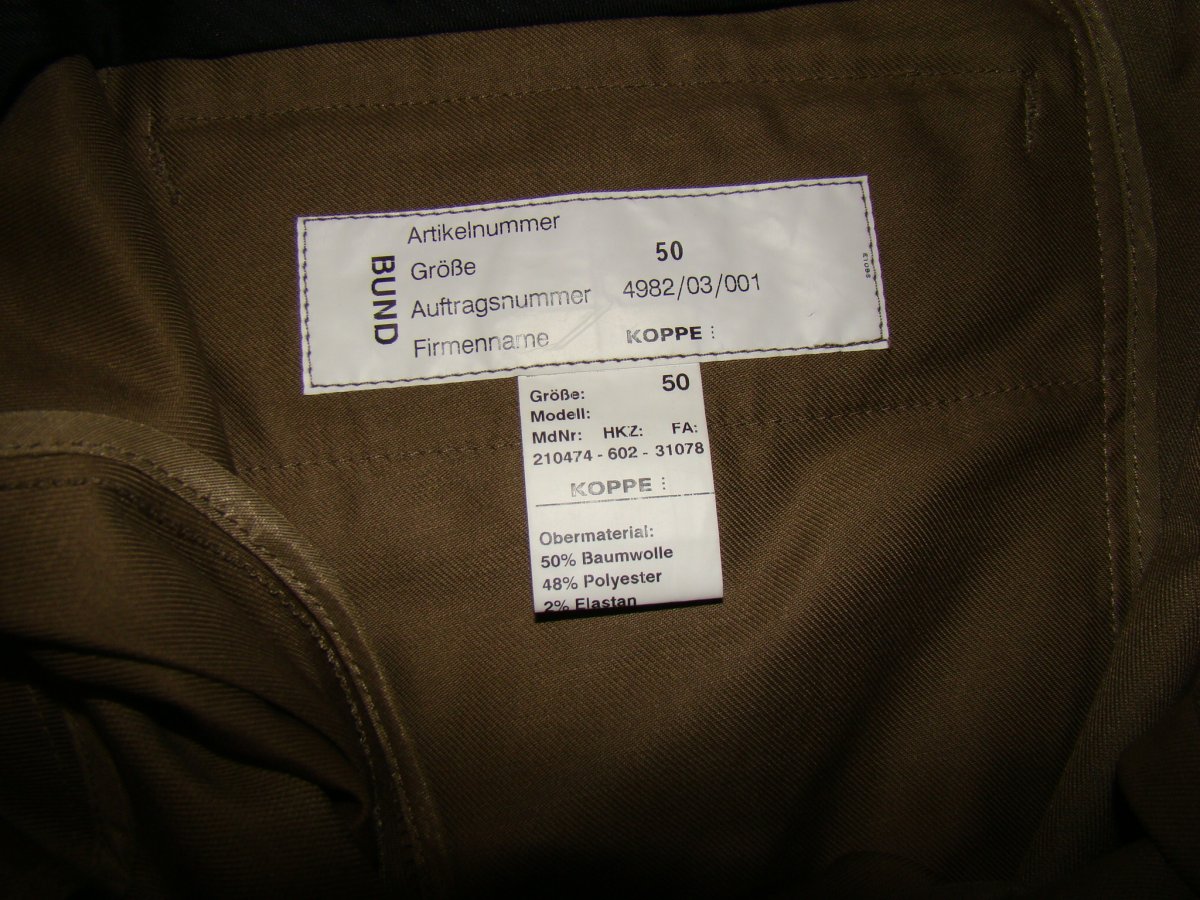 BUND
Artikelnummer
Größe 50
Auftragsnummer 4982/03/001
Firmenname KOPPE
Größe: 50
Modell:
MdNr: HKZ: FA:
210474 - 602 - 31078
KOPPE
Obermaterial:
50% Baumwolle
48% Polyester
2% Elastan